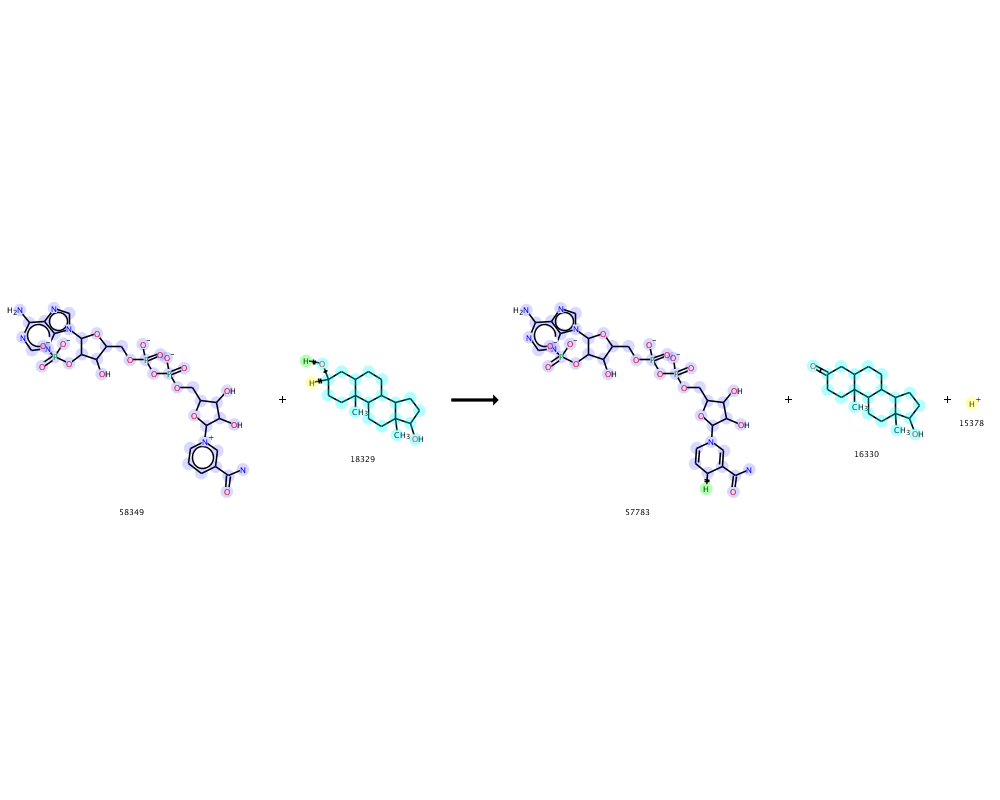 H₂N N N N N O O O⁻ O⁻ P O O OH O P O⁻ O O P O⁻ O O OH O OH N⁺ N O
58349
+
H O H CH₃ CH₃ OH
18329
H₂N N N N N O O O⁻ O⁻ P O O OH O P O⁻ O O P O⁻ O O OH O OH N N O H
57783
+
O CH₃ CH₃ OH
16330
+
H⁺
15378